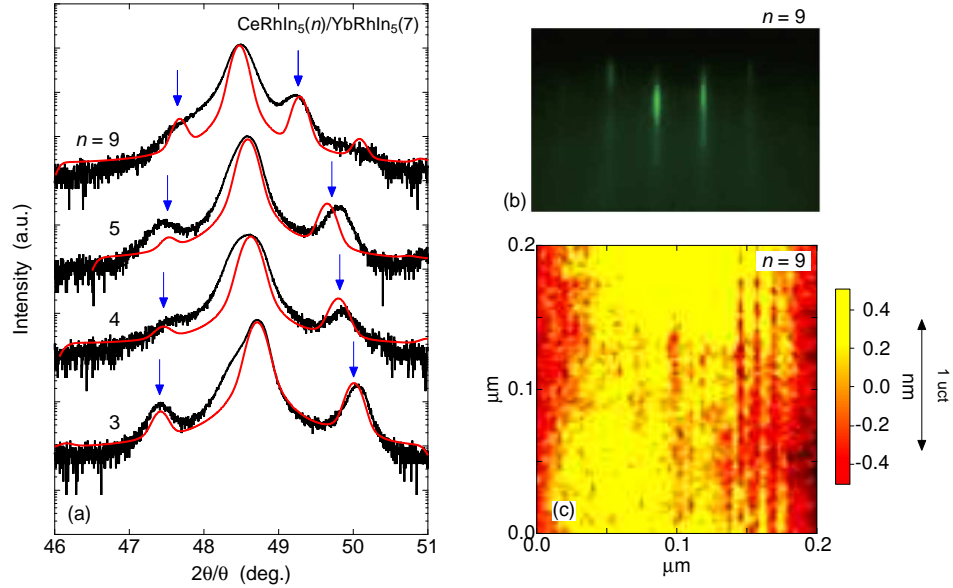 CeRhIn₅(n)/YbRhIn₅(7)
n = 9
5
4
3
(a)
Intensity (a.u.)
46 47 48 49 50 51
2θ/θ (deg.)
n = 9
(b)
n = 9
(c)
0.2
0.1
0.0
μm
0.0 0.1 0.2
μm
0.4
0.2
0.0
-0.2
-0.4
nm
1 uct